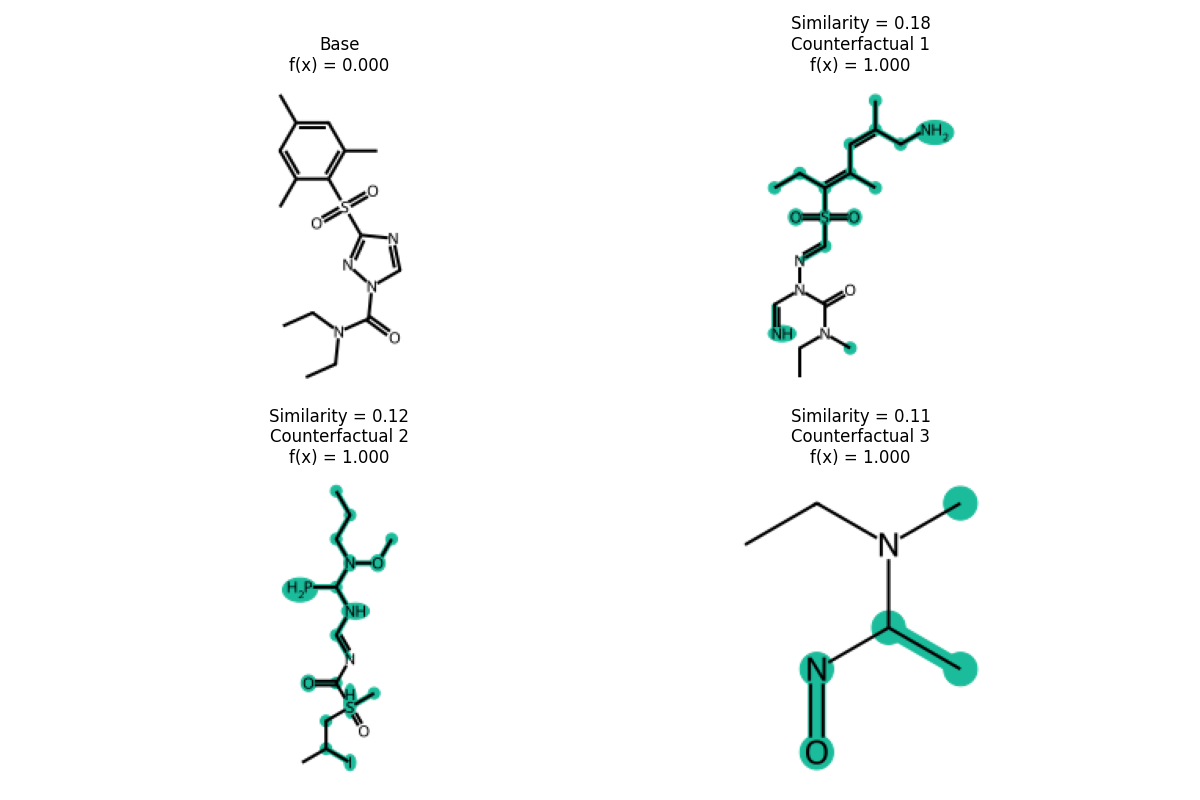 Base
f(x) = 0.000
O
S
O
N
N
N
N
O
Similarity = 0.18
Counterfactual 1
f(x) = 1.000
NH2
O S O
N
N
O
NH
N
Similarity = 0.12
Counterfactual 2
f(x) = 1.000
N O
H2P
NH
N
O
H
S
O
I
Similarity = 0.11
Counterfactual 3
f(x) = 1.000
N
N
O